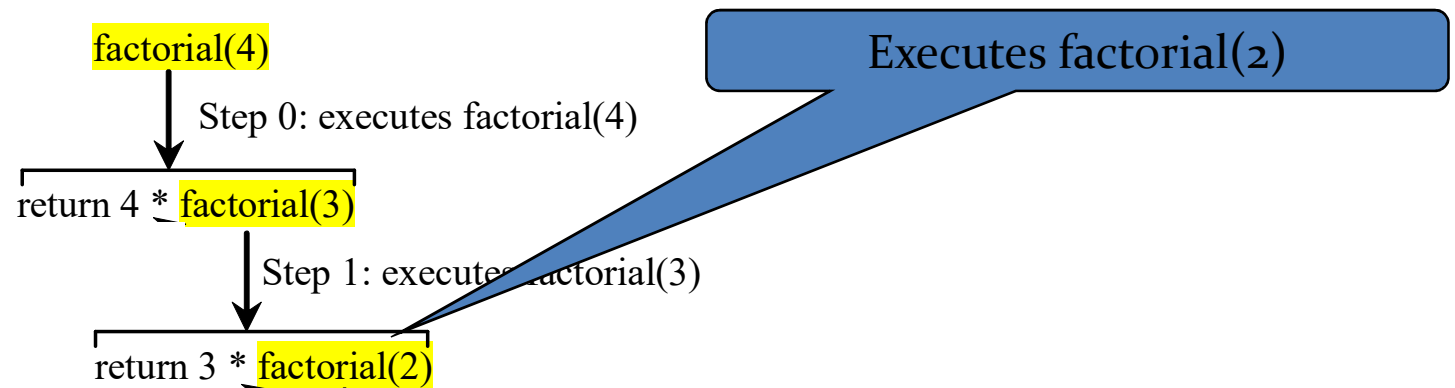 factorial(4)
Executes factorial(2)
Step 0: executes factorial(4)
return 4 * factorial(3)
Step 1: executes factorial(3)
return 3 * factorial(2)